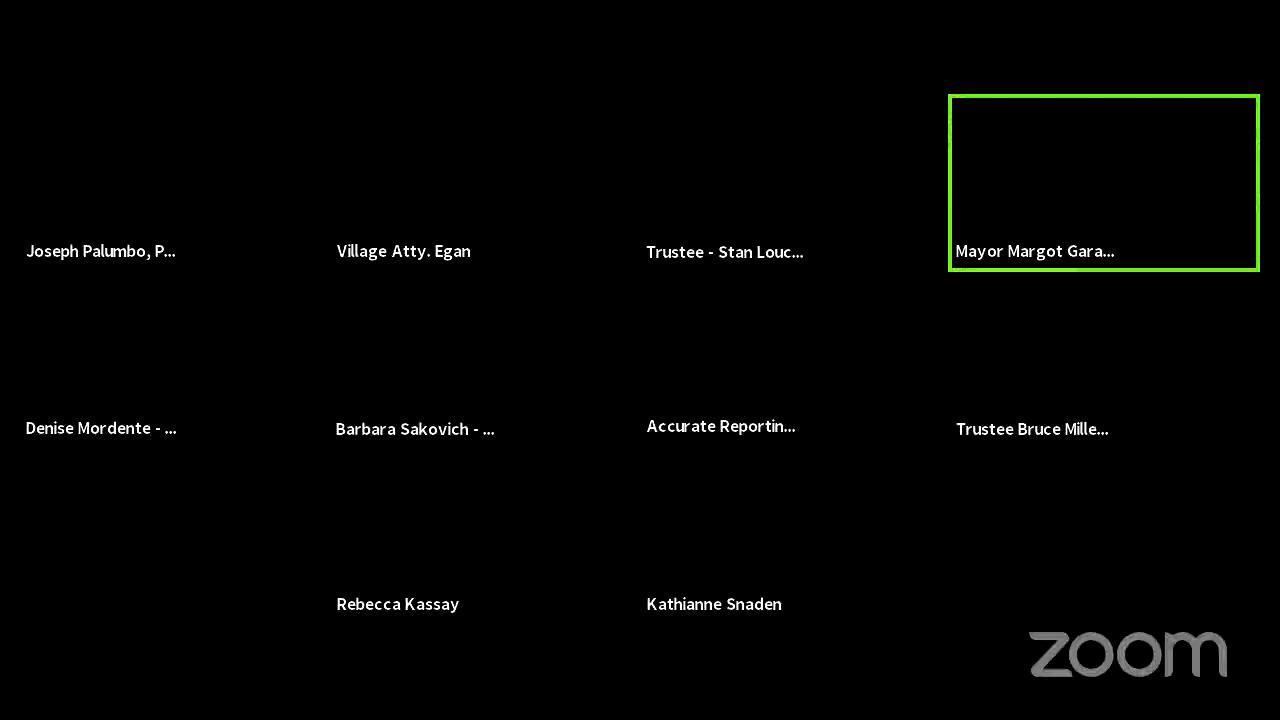 Joseph Palumbo, P...
Village Atty. Egan
Trustee - Stan Louc...
Mayor Margot Gara...
Denise Mordente - ...
Barbara Sakovich - ...
Accurate Reportin...
Trustee Bruce Mille...
Rebecca Kassay
Kathianne Snaden
zoom